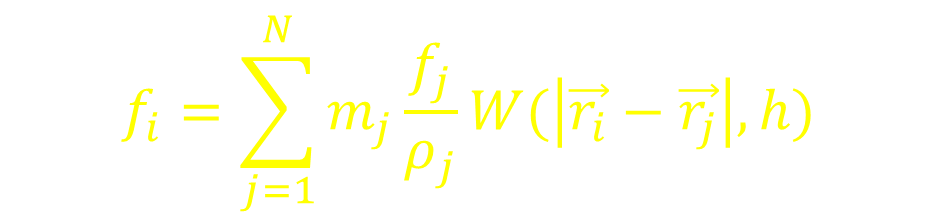 f_i = \sum_{j=1}^{N} m_j \frac{f_j}{\rho_j} W(|\vec{r_i} - \vec{r_j}|, h)